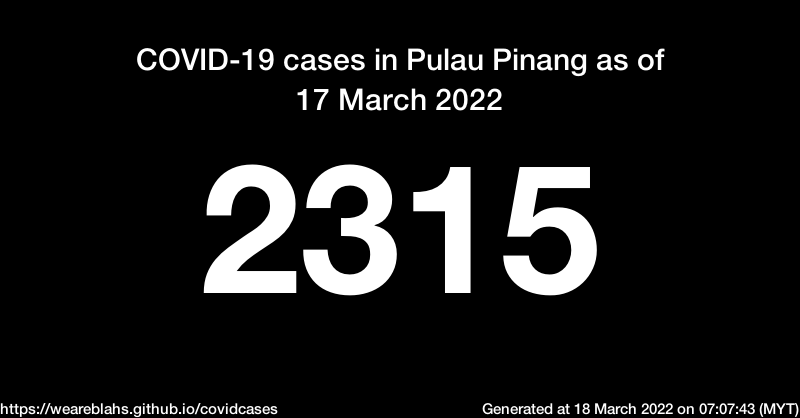 COVID-19 cases in Pulau Pinang as of
17 March 2022
2315
https://weareblahs.github.io/covidcases
Generated at 18 March 2022 on 07:07:43 (MYT)